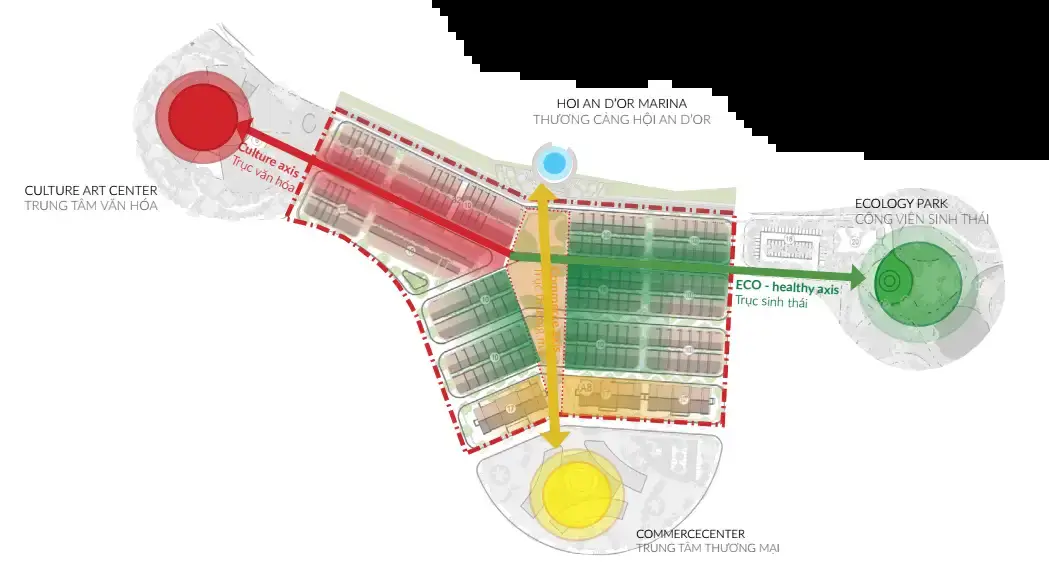 HOI AN D'OR MARINA
THƯƠNG CẢNG HỘI AN D'OR
Culture axis
Trục văn hóa
CULTURE ART CENTER
TRUNG TÂM VĂN HÓA
ECOLOGY PARK
CÔNG VIÊN SINH THÁI
ECO - healthy axis
Trục sinh thái
A8
COMMERCECENTER
TRUNG TÂM THƯƠNG MẠI